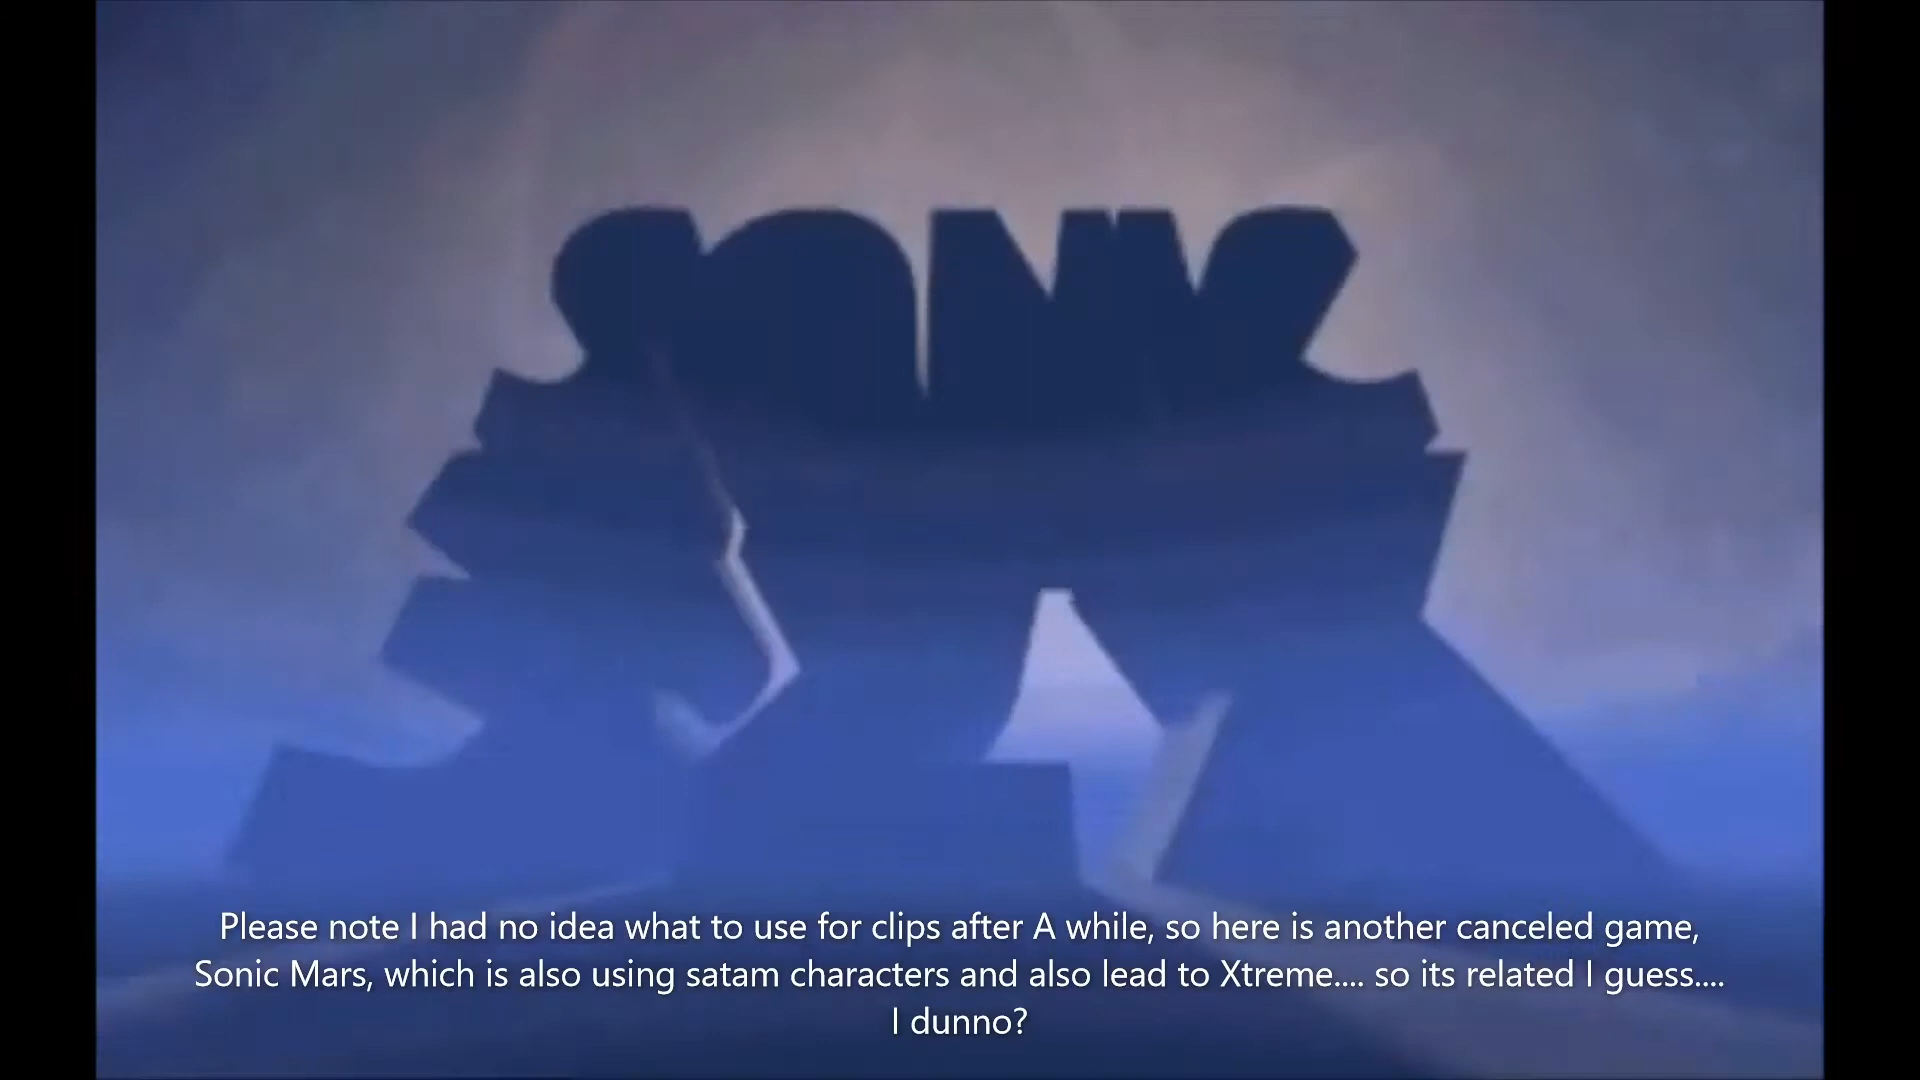 SONIC
Please note I had no idea what to use for clips after A while, so here is another canceled game,
Sonic Mars, which is also using satam characters and also lead to Xtreme.... so its related I guess....
I dunno?